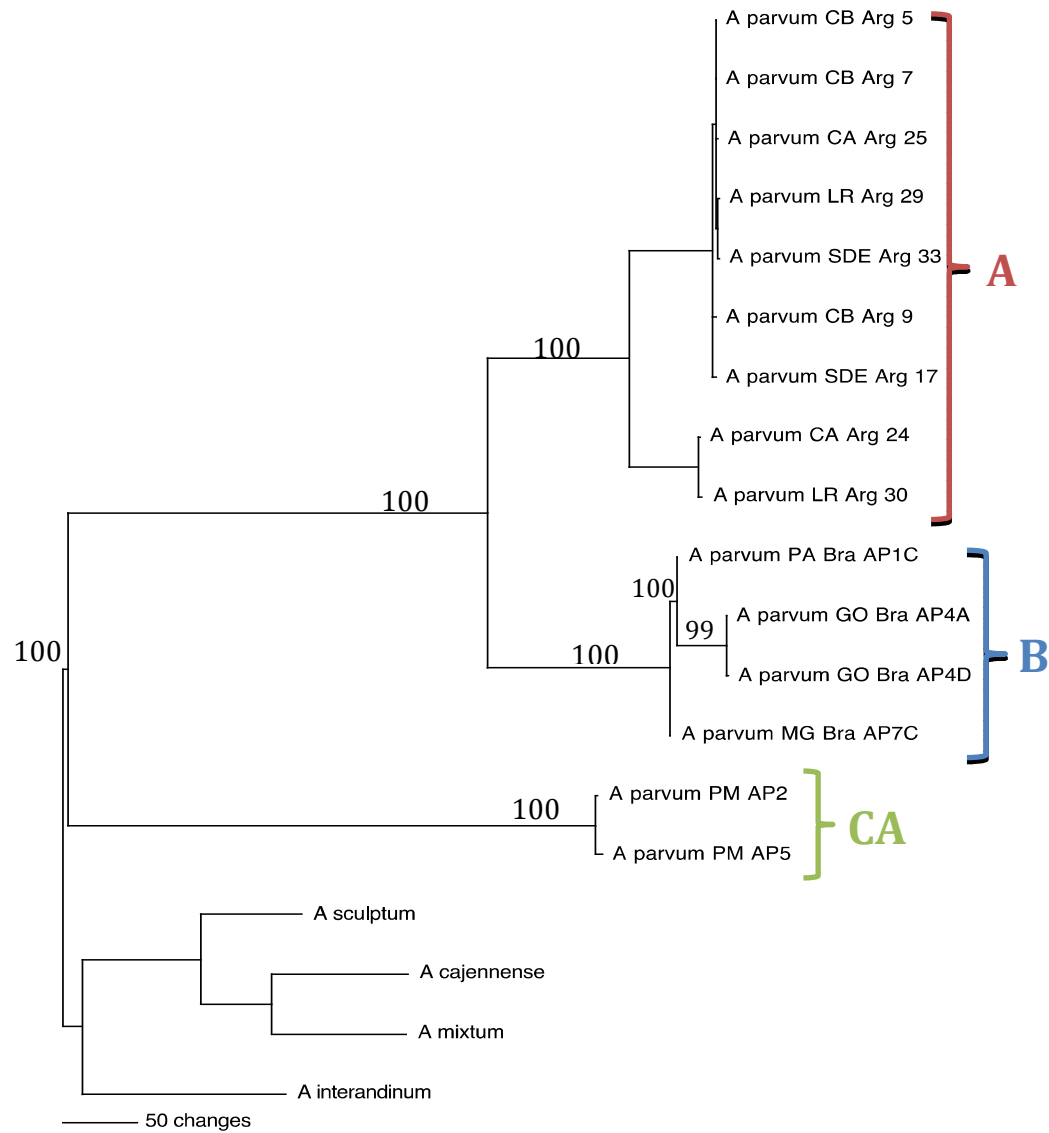 A parvum CB Arg 5
A parvum CB Arg 7
A parvum CA Arg 25
A parvum LR Arg 29
A parvum SDE Arg 33
A
A parvum CB Arg 9
100
A parvum SDE Arg 17
A parvum CA Arg 24
A parvum LR Arg 30
100
A parvum PA Bra AP1C
100
A parvum GO Bra AP4A
99
100
100
B
A parvum GO Bra AP4D
A parvum MG Bra AP7C
A parvum PM AP2
100
CA
A parvum PM AP5
A sculptum
A cajennense
A mixtum
A interandinum
50 changes